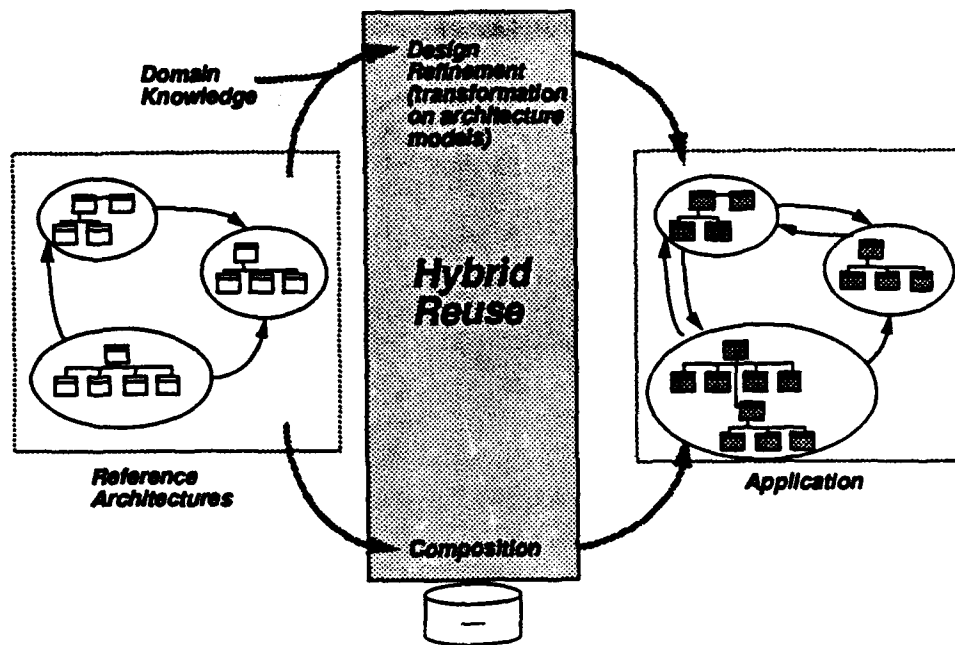 Domain
Knowledge
Design
Refinement
(transformation
on architecture
models)
Hybrid
Reuse
Reference
Architectures
Application
Composition